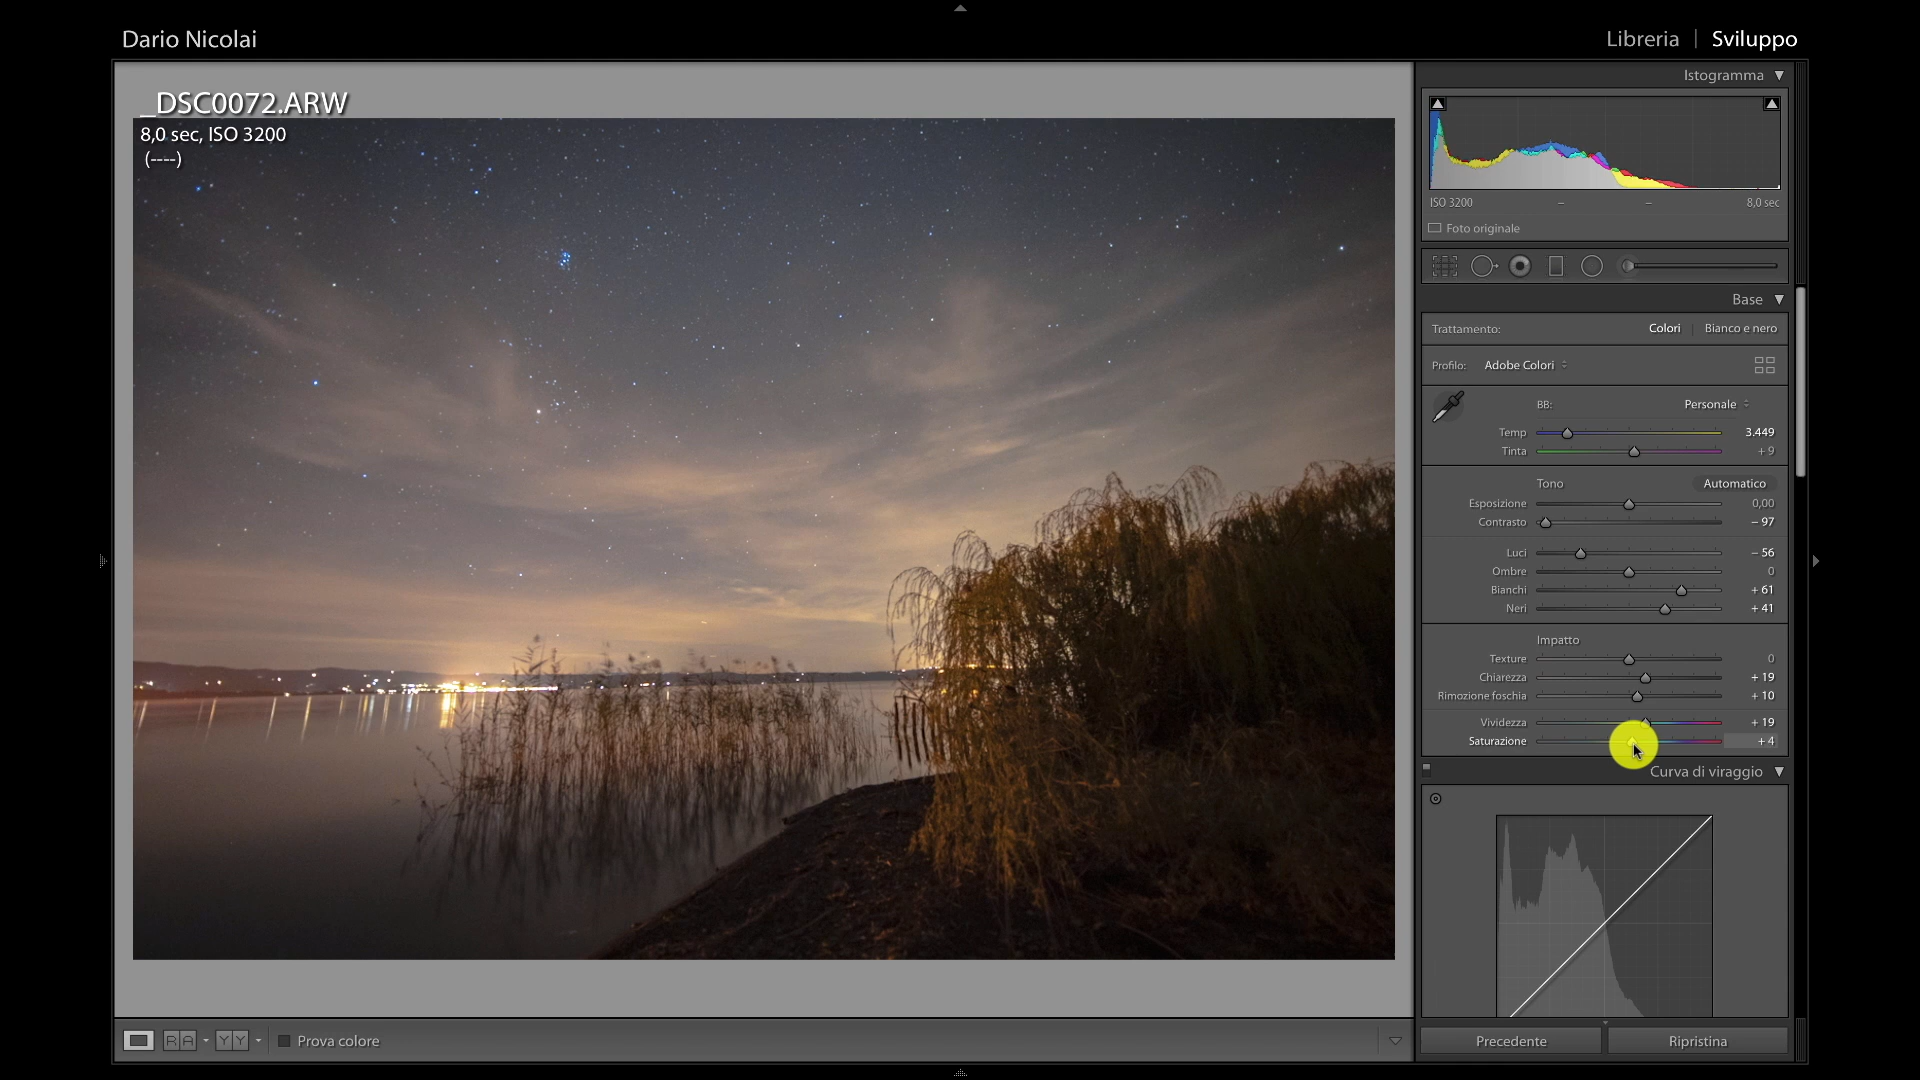 Dario Nicolai
Libreria | Sviluppo
_DSC0072.ARW
8,0 sec, ISO 3200
(----)
Istogramma
ISO 3200 – – 8,0 sec
Foto originale
Base
Trattamento: Colori | Bianco e nero
Profilo: Adobe Colori
BB: Personale
Temp 3.449
Tinta + 9
Tono Automatico
Esposizione 0,00
Contrasto – 97
Luci – 56
Ombre 0
Bianchi + 61
Neri + 41
Impatto
Texture 0
Chiarezza + 19
Rimozione foschia + 10
Vividezza + 19
Saturazione + 4
Curva di viraggio
R A Y Y Prova colore
Precedente Ripristina